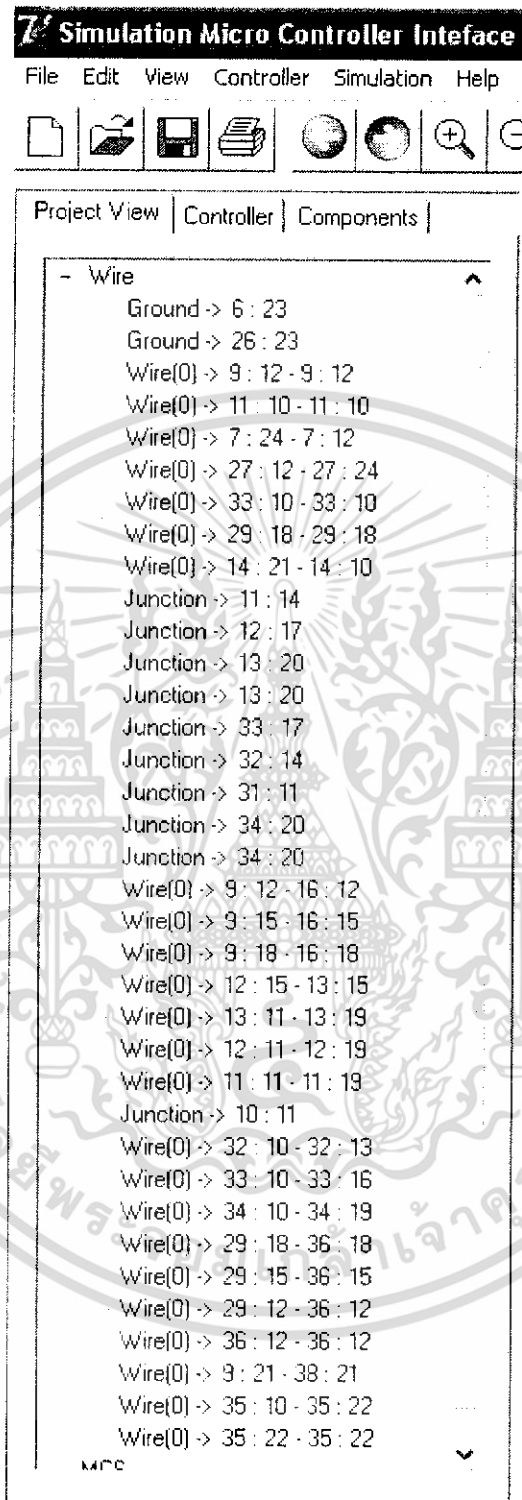 Simulation Micro Controller Inteface
File Edit View Controller Simulation Help
Project View Controller Components
- Wire
Ground -> 6 : 23
Ground -> 26 : 23
Wire(0) -> 9 : 12 - 9 : 12
Wire(0) -> 11 : 10 - 11 : 10
Wire(0) -> 7 : 24 - 7 : 12
Wire(0) -> 27 : 12 - 27 : 24
Wire(0) -> 33 : 10 - 33 : 10
Wire(0) -> 29 : 18 - 29 : 18
Wire(0) -> 14 : 21 - 14 : 10
Junction -> 11 : 14
Junction -> 12 : 17
Junction -> 13 : 20
Junction -> 13 : 20
Junction -> 33 : 17
Junction -> 32 : 14
Junction -> 31 : 11
Junction -> 34 : 20
Junction -> 34 : 20
Wire(0) -> 9 : 12 - 16 : 12
Wire(0) -> 9 : 15 - 16 : 15
Wire(0) -> 9 : 18 - 16 : 18
Wire(0) -> 12 : 15 - 13 : 15
Wire(0) -> 13 : 11 - 13 : 19
Wire(0) -> 12 : 11 - 12 : 19
Wire(0) -> 11 : 11 - 11 : 19
Junction -> 10 : 11
Wire(0) -> 32 : 10 - 32 : 13
Wire(0) -> 33 : 10 - 33 : 16
Wire(0) -> 34 : 10 - 34 : 19
Wire(0) -> 29 : 18 - 36 : 18
Wire(0) -> 29 : 15 - 36 : 15
Wire(0) -> 29 : 12 - 36 : 12
Wire(0) -> 36 : 12 - 36 : 12
Wire(0) -> 9 : 21 - 38 : 21
Wire(0) -> 35 : 10 - 35 : 22
Wire(0) -> 35 : 22 - 35 : 22